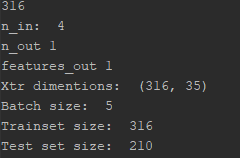 316
n_in:  4
n_out 1
features_out 1
Xtr dimentions:  (316, 35)
Batch size:  5
Trainset size:  316
Test set size:  210